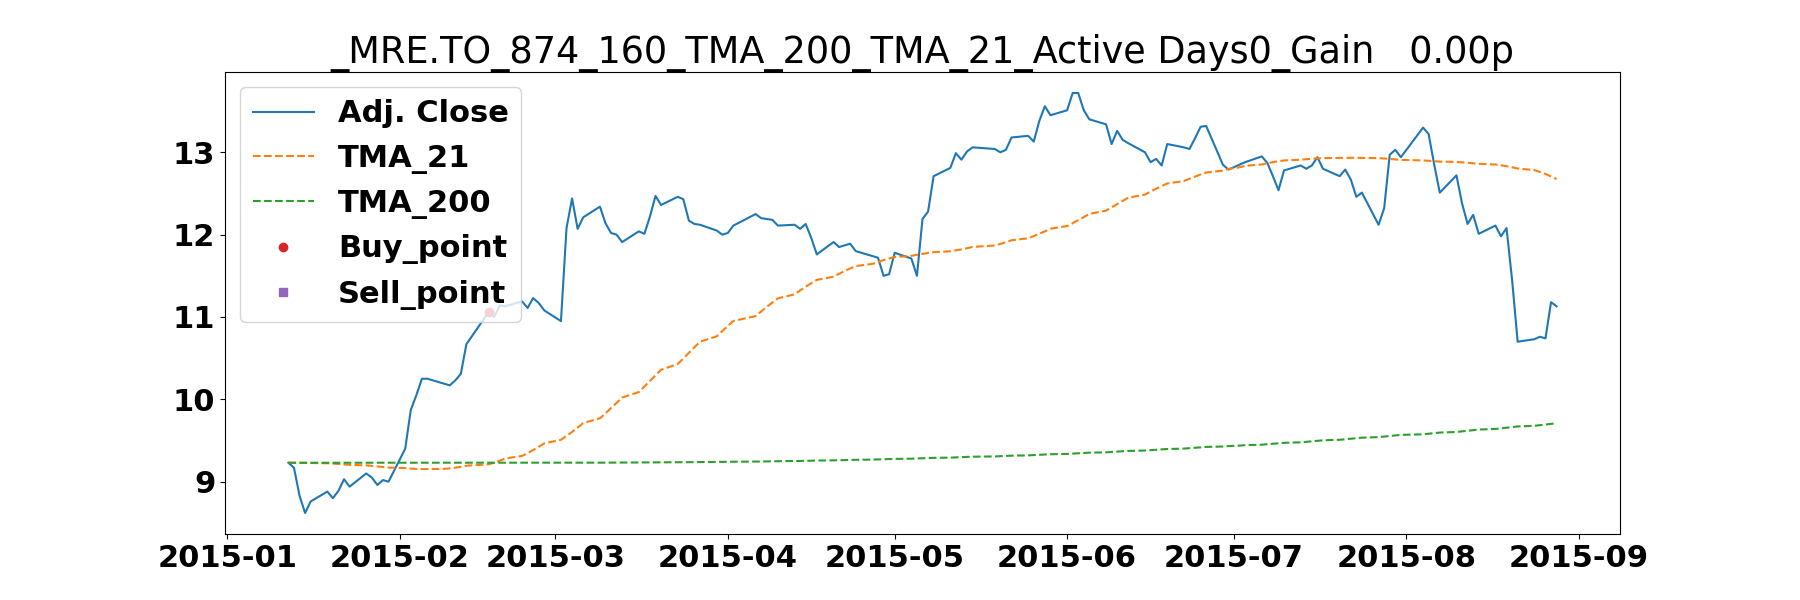 _MRE.TO_874_160_TMA_200_TMA_21_Active Days0_Gain   0.00p
Adj. Close
TMA_21
TMA_200
Buy_point
Sell_point
13
12
11
10
9
2015-01 2015-02 2015-03 2015-04 2015-05 2015-06 2015-07 2015-08 2015-09